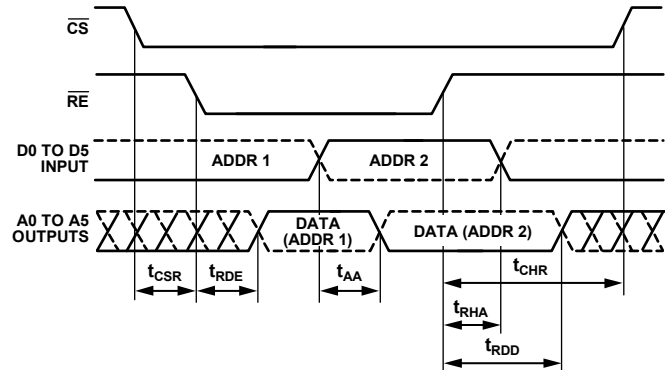 CS
RE
D0 TO D5
INPUT
ADDR 1
ADDR 2
A0 TO A5
OUTPUTS
DATA
(ADDR 1)
DATA (ADDR 2)
tCSR
tRDE
tAA
tCHR
tRHA
tRDD